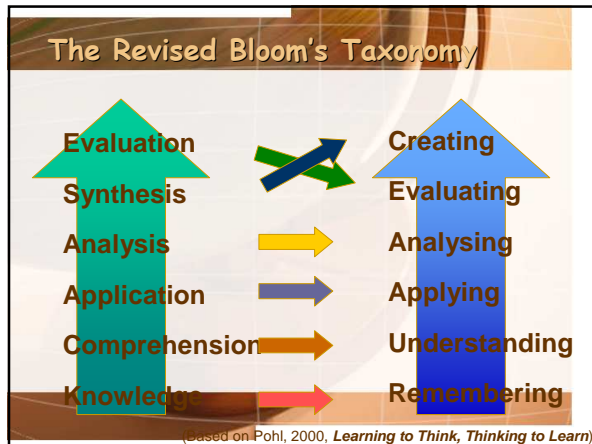 The Revised Bloom's Taxonomy
Evaluation
Synthesis
Analysis
Application
Comprehension
Knowledge
Creating
Evaluating
Analysing
Applying
Understanding
Remembering
(Based on Pohl, 2000, Learning to Think, Thinking to Learn)